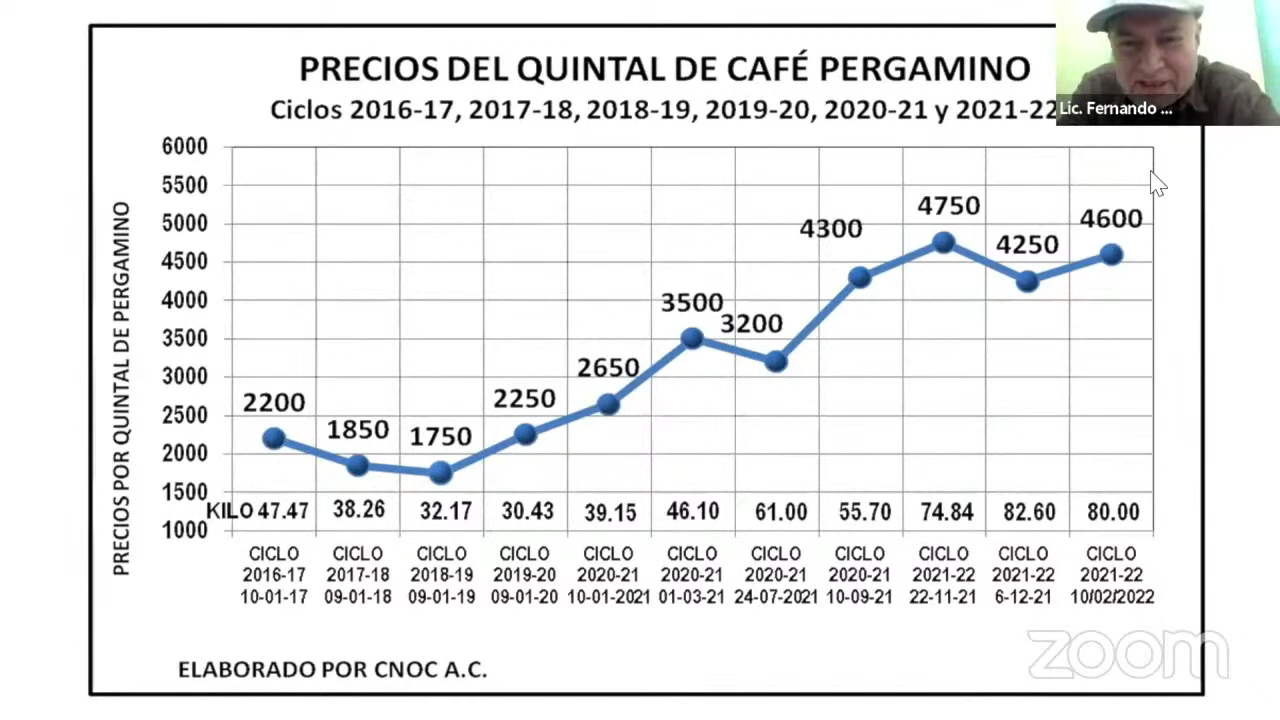 PRECIOS DEL QUINTAL DE CAFÉ PERGAMINO
Ciclos 2016-17, 2017-18, 2018-19, 2019-20, 2020-21 y 2021-22
Lic. Fernando ...
PRECIOS POR QUINTAL DE PERGAMINO
6000
5500
5000
4500
4000
3500
3000
2500
2000
1500
1000
2200
1850
1750
2250
2650
3500
3200
4300
4750
4250
4600
KILO 47.47 38.26 32.17 30.43 39.15 46.10 61.00 55.70 74.84 82.60 80.00
CICLO CICLO CICLO CICLO CICLO CICLO CICLO CICLO CICLO CICLO CICLO
2016-17 2017-18 2018-19 2019-20 2020-21 2020-21 2020-21 2020-21 2021-22 2021-22 2021-22
10-01-17 09-01-18 09-01-19 09-01-20 10-01-2021 01-03-21 24-07-2021 10-09-21 22-11-21 6-12-21 10/02/2022
ELABORADO POR CNOC A.C.
zoom